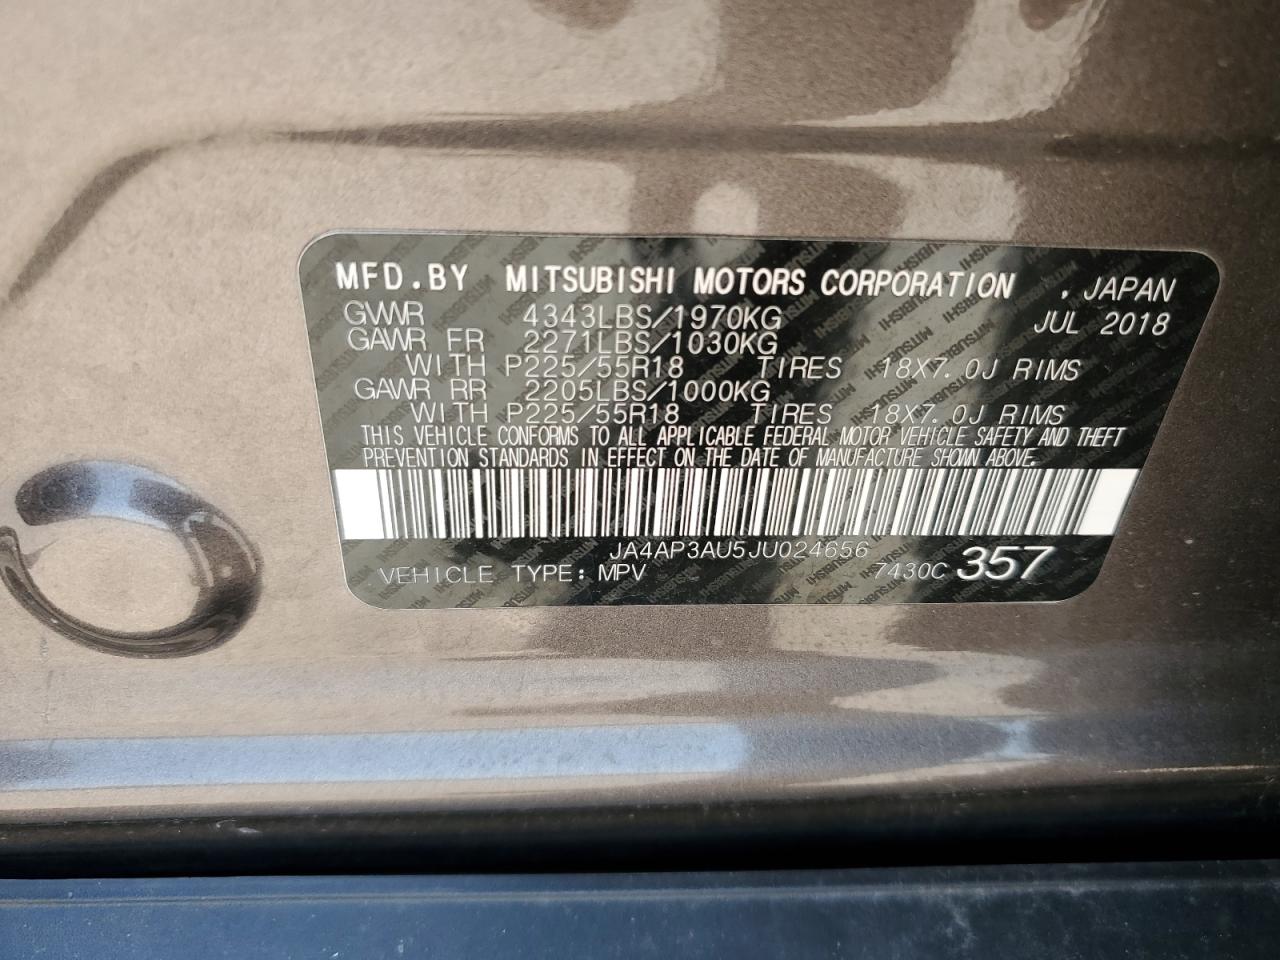 MFD.BY MITSUBISHI MOTORS CORPORATION , JAPAN
GVWR 4343LBS/1970KG JUL 2018
GAWR FR 2271LBS/1030KG
WITH P225/55R18 TIRES 18X7.0J RIMS
GAWR RR 2205LBS/1000KG
WITH P225/55R18 TIRES 18X7.0J RIMS
THIS VEHICLE CONFORMS TO ALL APPLICABLE FEDERAL MOTOR VEHICLE SAFETY AND THEFT
PREVENTION STANDARDS IN EFFECT ON THE DATE OF MANUFACTURE SHOWN ABOVE.
JA4AP3AU5JU024656
VEHICLE TYPE: MPV 7430C 357